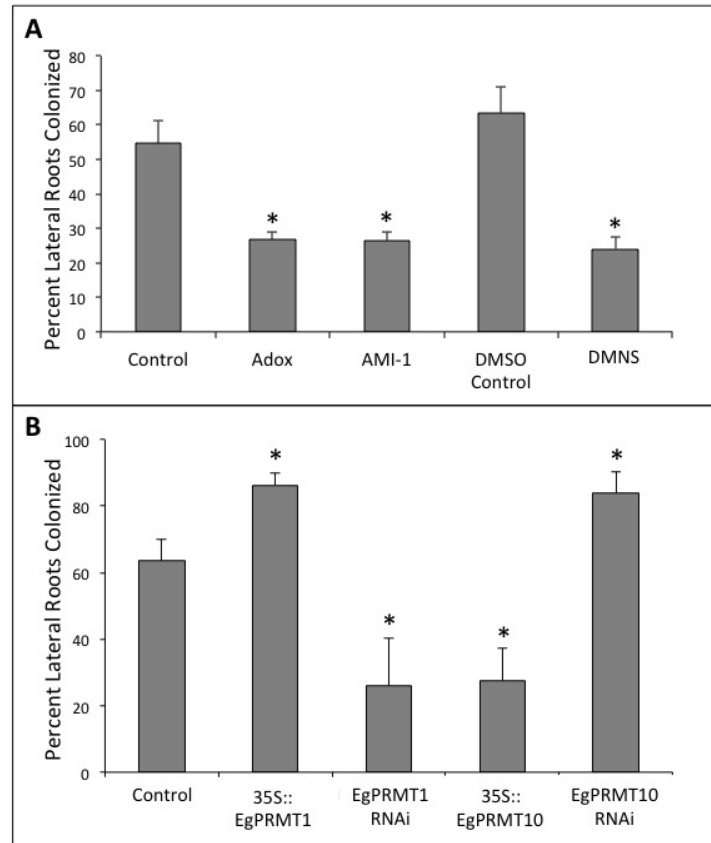 A
Percent Lateral Roots Colonized
80
70
60
50
40
30
20
10
0
*
*
*
Control
Adox
AMI-1
DMSO
Control
DMNS
B
Percent Lateral Roots Colonized
100
80
60
40
20
0
*
*
*
*
Control
35S::
EgPRMT1
EgPRMT1
RNAi
35S::
EgPRMT10
EgPRMT10
RNAi